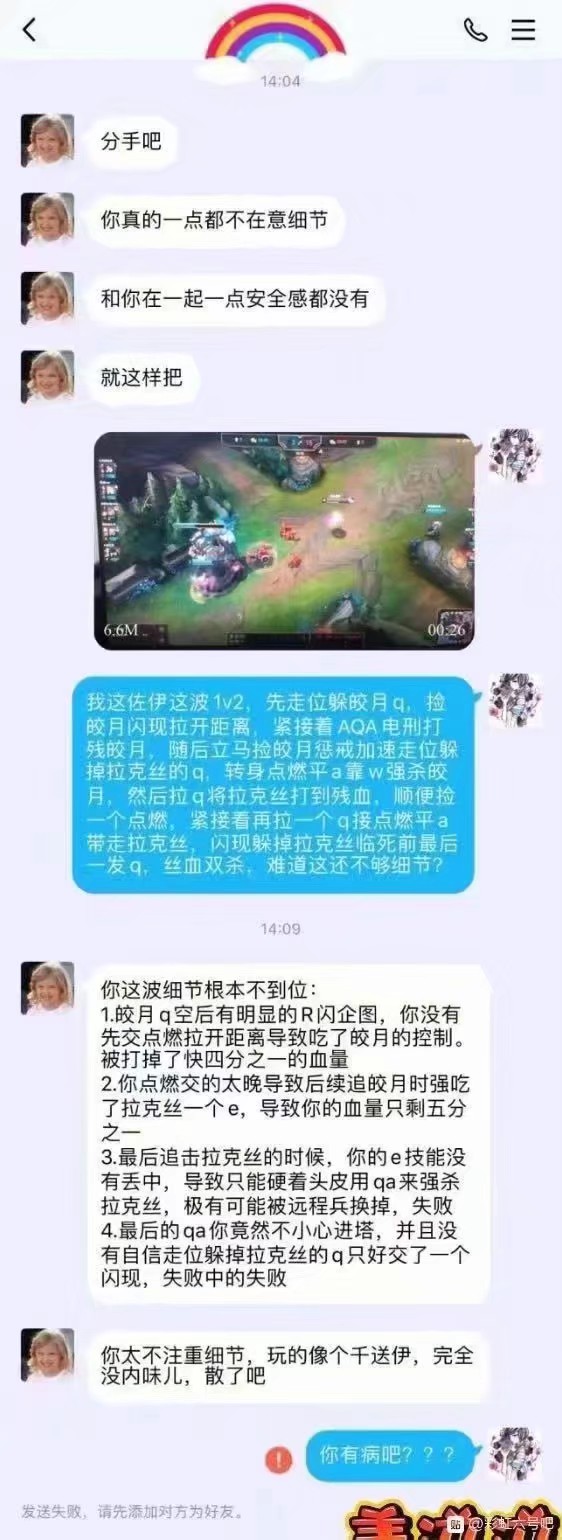 14:04
分手吧
你真的一点都不在意细节
和你在一起一点安全感都没有
就这样把
6.6M
00:26
我这佐伊这波1v2，先走位躲皎月q，捡
皎月闪现拉开距离，紧接着AQA电刑打
残皎月，随后立马捡皎月惩戒加速走位躲
掉拉克丝的q，转身点燃平a靠w强杀皎
月，然后拉q将拉克丝打到残血，顺便捡
一个点燃，紧接着再拉一个q接点燃平a
带走拉克丝，闪现躲掉拉克丝临死前最后
一发q，丝血双杀，难道这还不够细节？
14:09
你这波细节根本不到位：
1.皎月q空后有明显的R闪企图，你没有
先交点燃拉开距离导致吃了皎月的控制。
被打掉了快四分之一的血量
2.你点燃交的太晚导致后续追皎月时强吃
了拉克丝一个e，导致你的血量只剩五分
之一
3.最后追击拉克丝的时候，你的e技能没
有丢中，导致只能硬着头皮用qa来强杀
拉克丝，极有可能被远程兵换掉，失败
4.最后的qa你竟然不小心进塔，并且没
有自信走位躲掉拉克丝的q只好交了一个
闪现，失败中的失败
你太不注重细节，玩的像个千送伊，完全
没内味儿，散了吧
你有病吧？？？
发送失败，请先添加对方为好友。
贴 @彩虹六号吧